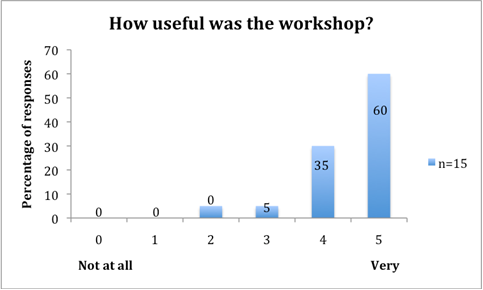 How useful was the workshop?
Percentage of responses
70
60
50
40
30
20
10
0
0 0 0 5 35 60
n=15
0 1 2 3 4 5
Not at all Very